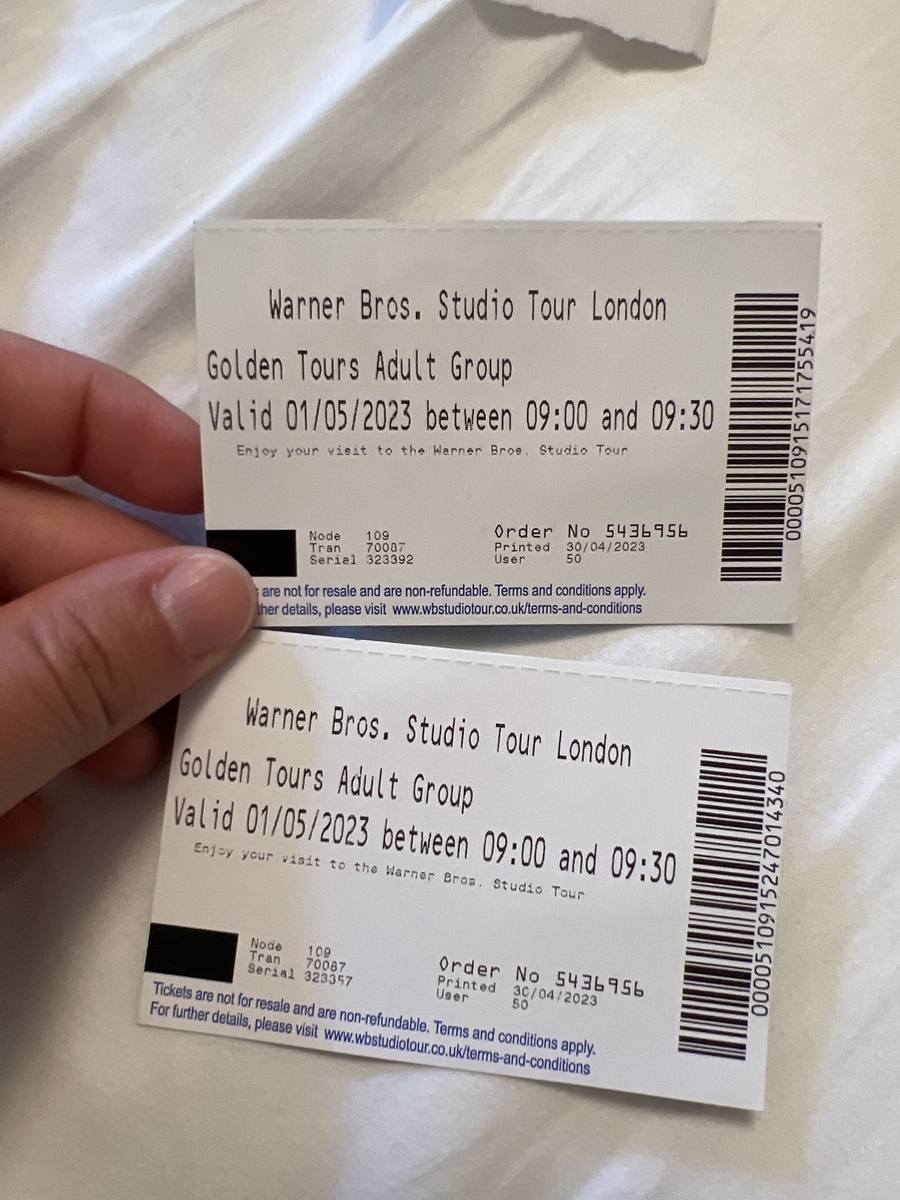 Warner Bros. Studio Tour London
Golden Tours Adult Group
Valid 01/05/2023 between 09:00 and 09:30
Enjoy your visit to the Warner Bros. Studio Tour
Node 109
Tran 70087
Serial 323392
Order No 5436956
Printed 30/04/2023
User 50
are not for resale and are non-refundable. Terms and conditions apply.
details, please visit www.wbstudiotour.co.uk/terms-and-conditions
0000510915171755419
Warner Bros. Studio Tour London
Golden Tours Adult Group
Valid 01/05/2023 between 09:00 and 09:30
Enjoy your visit to the Warner Bros. Studio Tour
Node 109
Tran 70087
Serial 323357
Order No 5436956
Printed 30/04/2023
User 50
Tickets are not for resale and are non-refundable. Terms and conditions apply.
For further details, please visit www.wbstudiotour.co.uk/terms-and-conditions
0000510915247014340